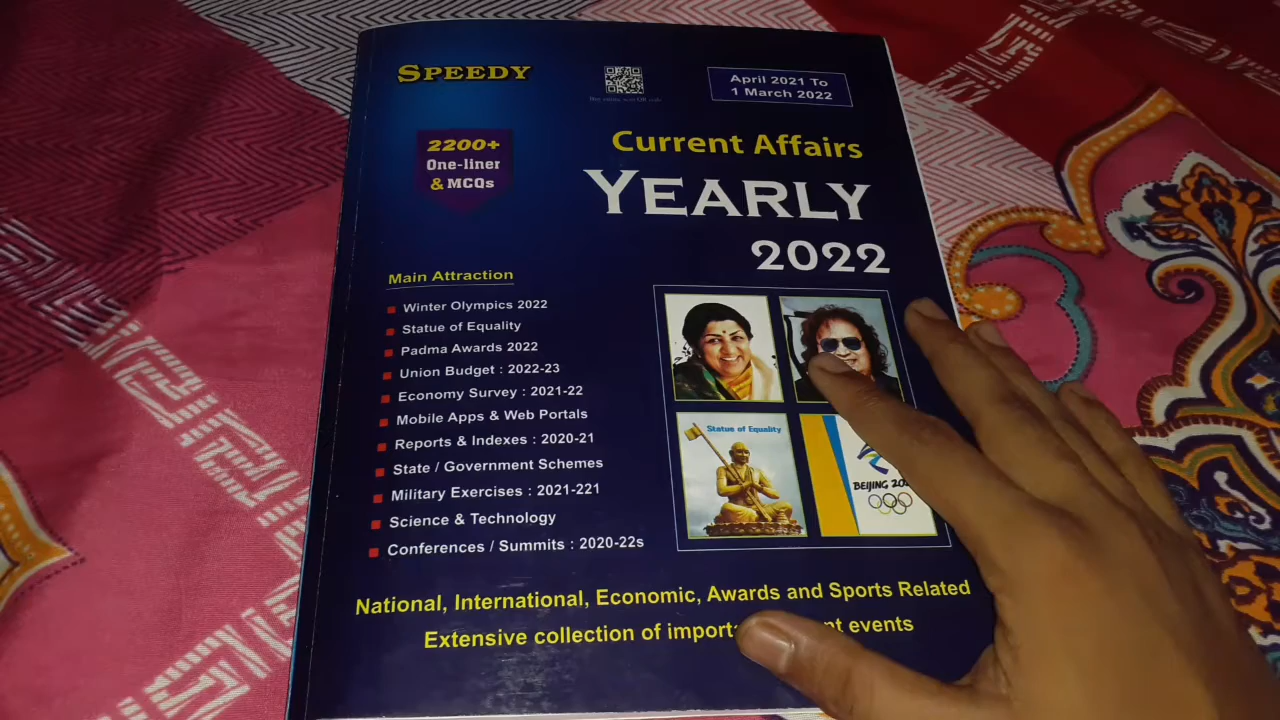 SPEEDY
April 2021 To
1 March 2022
2200+
One-liner
& MCQs
Current Affairs
YEARLY
2022
Main Attraction
Winter Olympics 2022
Statue of Equality
Padma Awards 2022
Union Budget : 2022-23
Economy Survey : 2021-22
Mobile Apps & Web Portals
Reports & Indexes : 2020-21
State / Government Schemes
Military Exercises : 2021-221
Science & Technology
Conferences / Summits : 2020-22s
Statue of Equality
BEIJING
National, International, Economic, Awards and Sports Related
Extensive collection of events